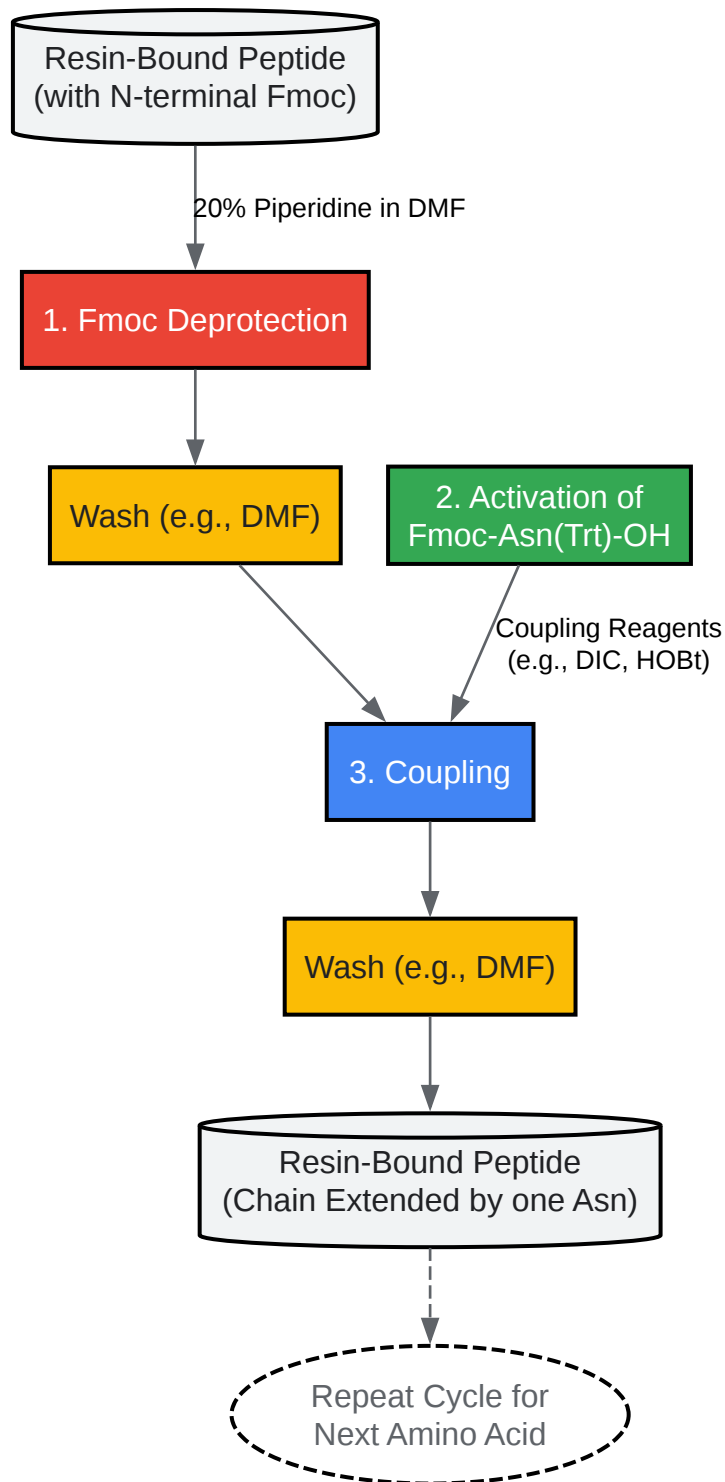 Resin-Bound Peptide
(with N-terminal Fmoc)
20% Piperidine in DMF
1. Fmoc Deprotection
Wash (e.g., DMF)
2. Activation of
Fmoc-Asn(Trt)-OH
Coupling Reagents
(e.g., DIC, HOBt)
3. Coupling
Wash (e.g., DMF)
Resin-Bound Peptide
(Chain Extended by one Asn)
Repeat Cycle for
Next Amino Acid